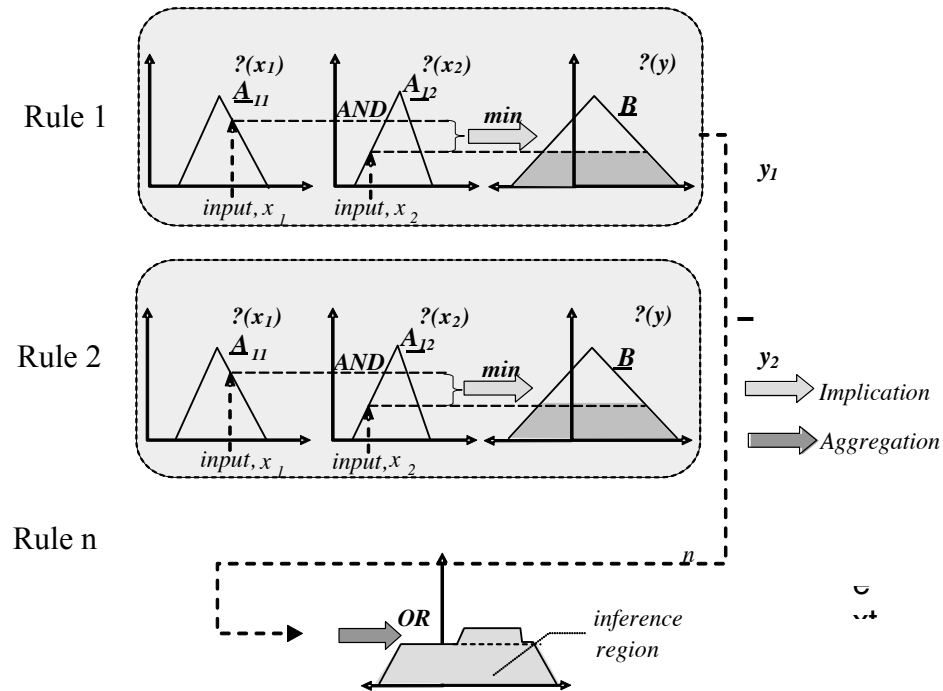 Rule 1
?(x1) ?(x2) ?(y)
A11 A12 B
AND min
input, x1 input, x2
y1
Rule 2
?(x1) ?(x2) ?(y)
A11 A12 B
AND min
input, x1 input, x2
y2
Implication
Aggregation
Rule n
n
OR
inference
region